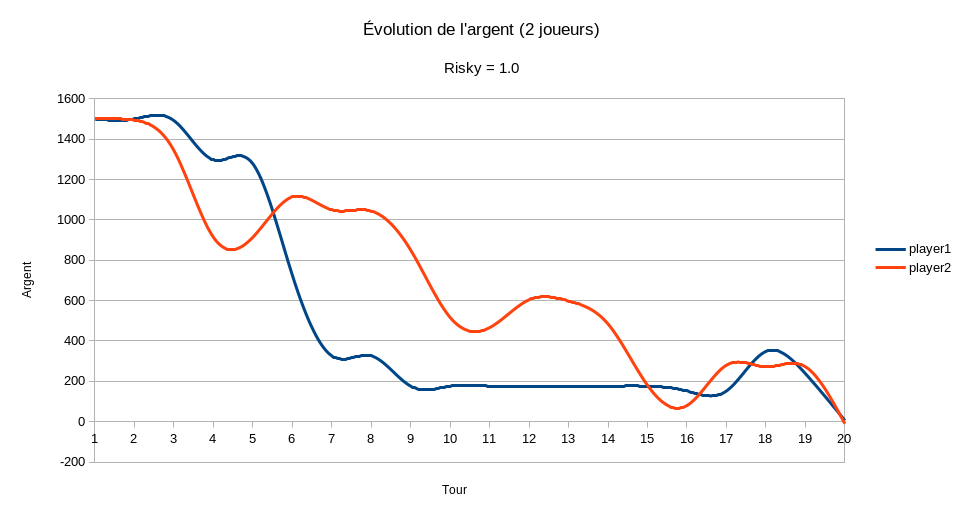 Évolution de l'argent (2 joueurs)
Risky = 1.0
1600
1400
1200
1000
800
600
400
200
0
-200
Argent
1 2 3 4 5 6 7 8 9 10 11 12 13 14 15 16 17 18 19 20
Tour
player1
player2